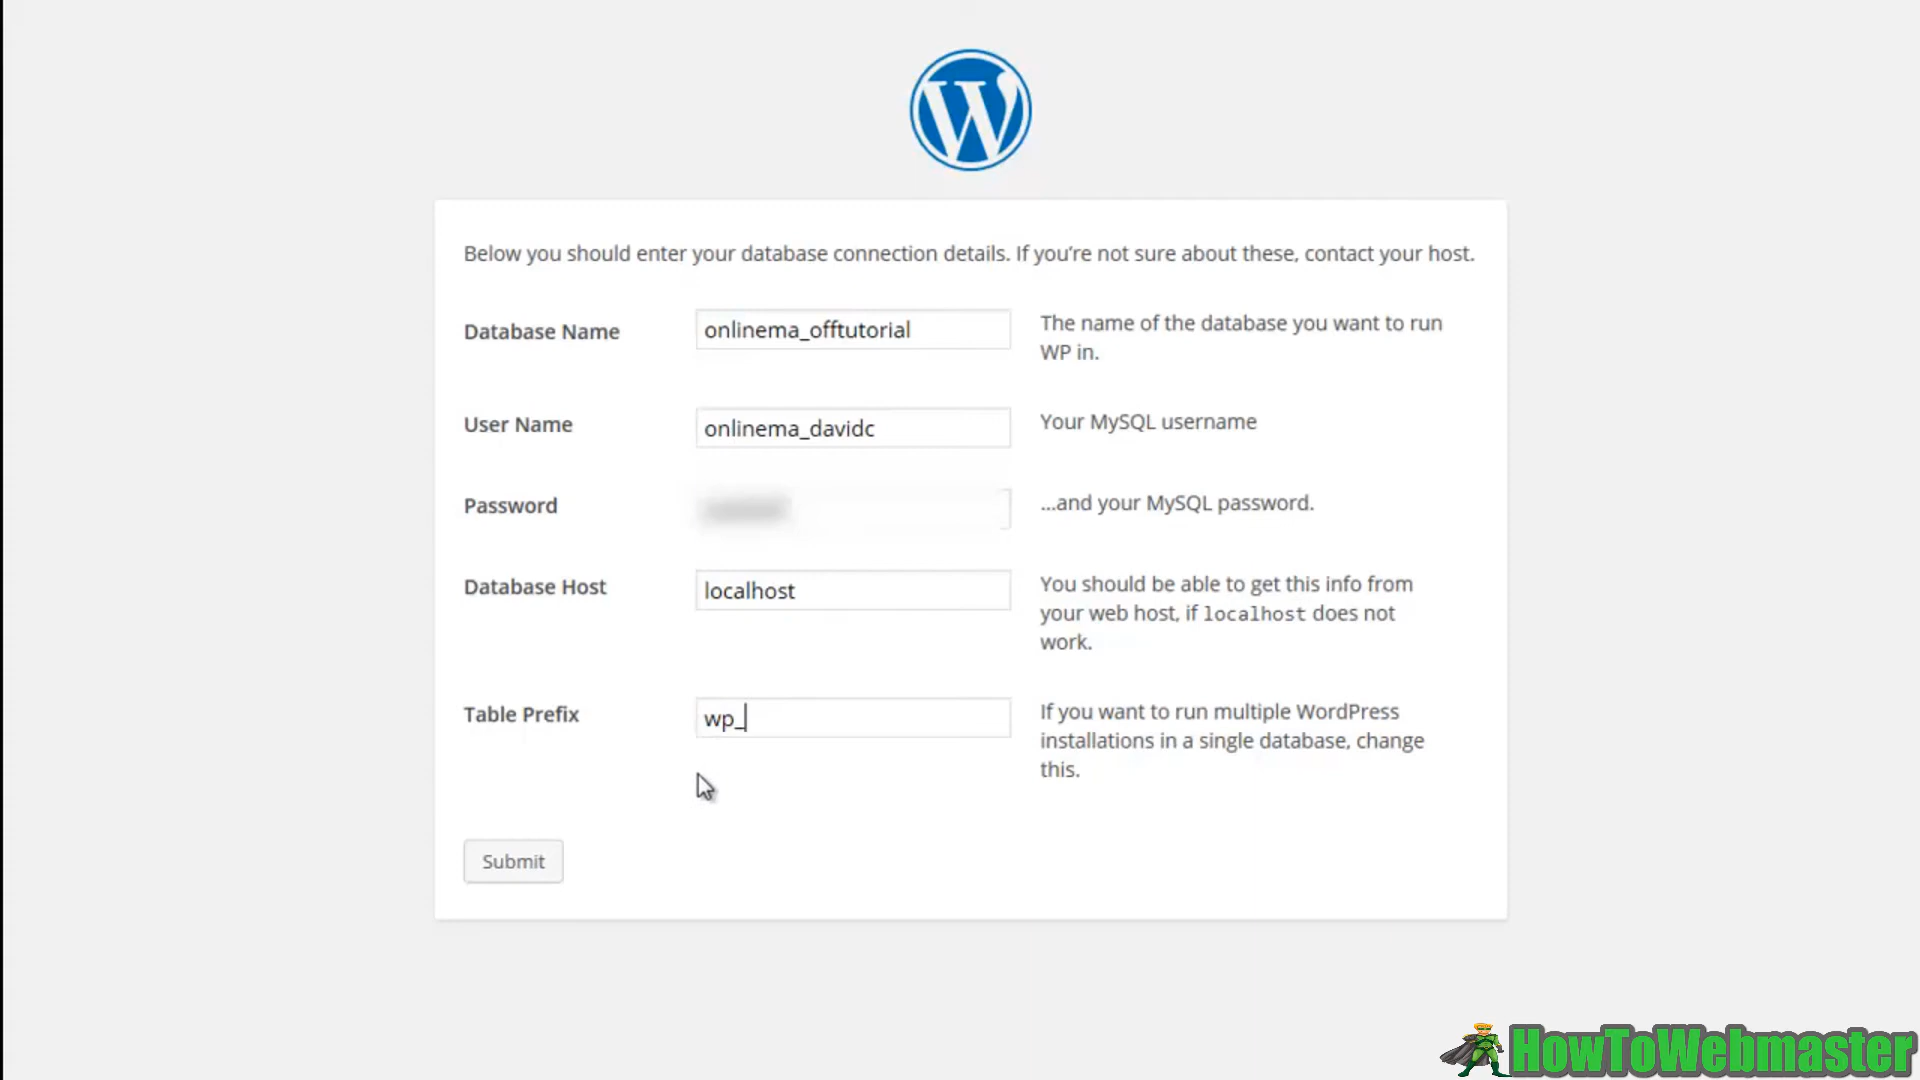 Below you should enter your database connection details. If you're not sure about these, contact your host.
Database Name
onlinema_offtutorial
The name of the database you want to run
WP in.
User Name
onlinema_davidc
Your MySQL username
Password
...and your MySQL password.
Database Host
localhost
You should be able to get this info from
your web host, if localhost does not
work.
Table Prefix
wp_
If you want to run multiple WordPress
installations in a single database, change
this.
Submit
HowToWebmaster